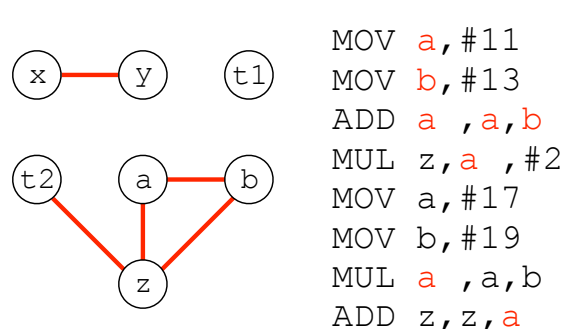 x y t1
t2 a b
z
MOV a,#11
MOV b,#13
ADD a ,a,b
MUL z,a ,#2
MOV a,#17
MOV b,#19
MUL a ,a,b
ADD z,z,a